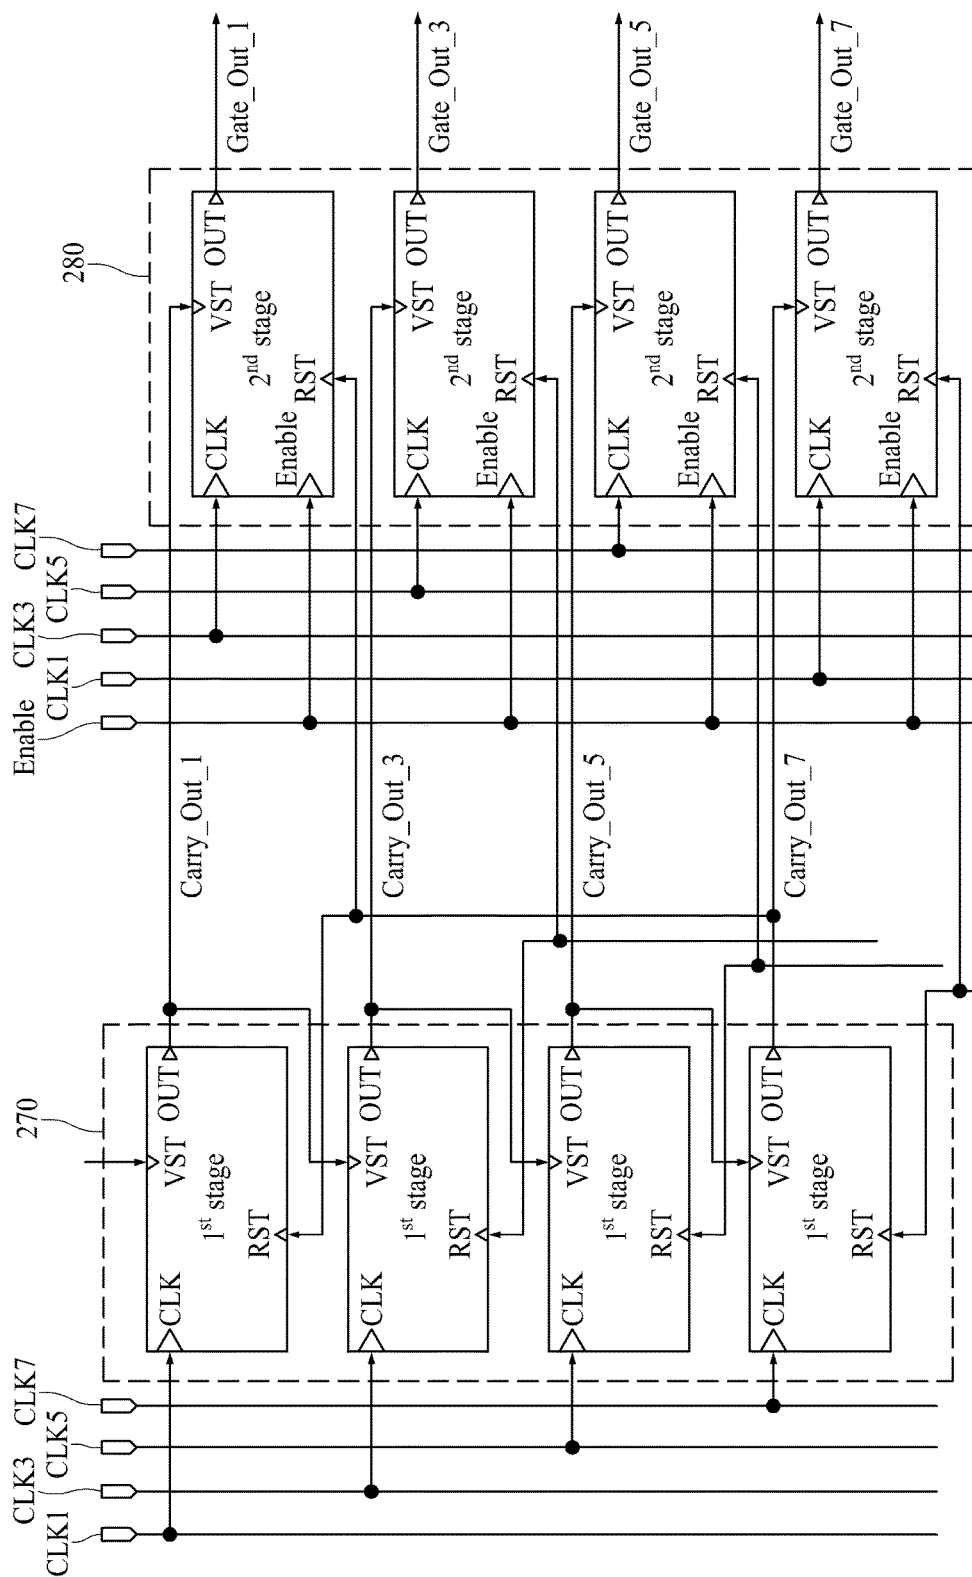 CLK1
CLK3
CLK5
CLK7
270
CLK
VST
OUT
1st stage
RST
CLK
VST
OUT
1st stage
RST
CLK
VST
OUT
1st stage
RST
CLK
VST
OUT
1st stage
RST
Carry_Out_1
Carry_Out_3
Carry_Out_5
Carry_Out_7
Enable
CLK1
CLK3
CLK5
CLK7
280
CLK
VST
OUT
2nd stage
Enable
RST
CLK
VST
OUT
2nd stage
Enable
RST
CLK
VST
OUT
2nd stage
Enable
RST
CLK
VST
OUT
2nd stage
Enable
RST
Gate_Out_1
Gate_Out_3
Gate_Out_5
Gate_Out_7